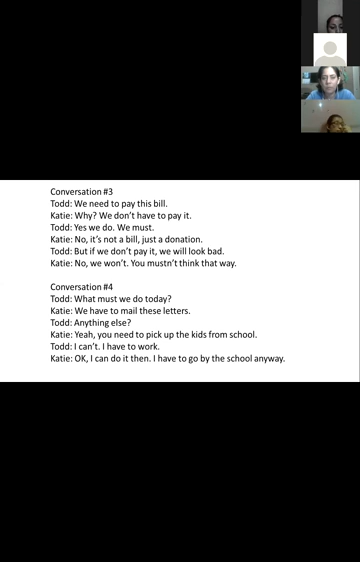 Conversation #3
Todd: We need to pay this bill.
Katie: Why? We don't have to pay it.
Todd: Yes we do. We must.
Katie: No, it's not a bill, just a donation.
Todd: But if we don't pay it, we will look bad.
Katie: No, we won't. You mustn't think that way.
Conversation #4
Todd: What must we do today?
Katie: We have to mail these letters.
Todd: Anything else?
Katie: Yeah, you need to pick up the kids from school.
Todd: I can't. I have to work.
Katie: OK, I can do it then. I have to go by the school anyway.